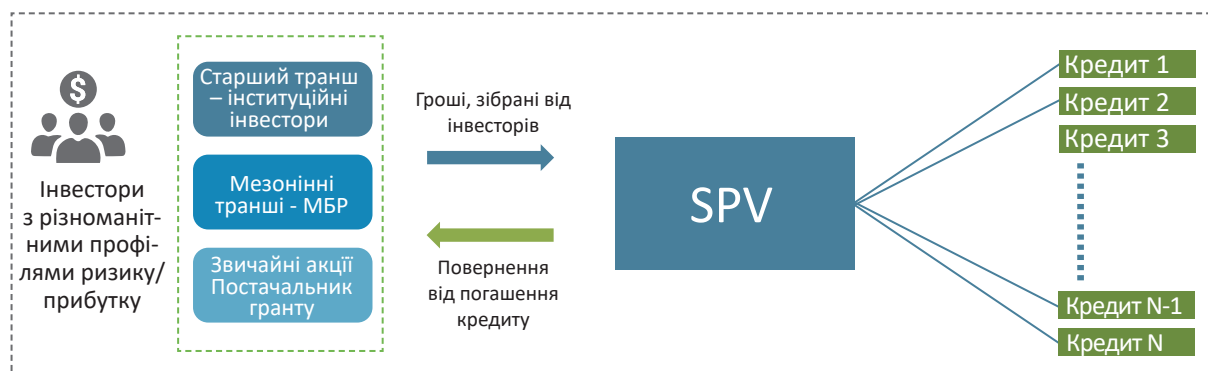 $
Інвестори
з різноманіт-
ними профі-
лями ризику/
прибутку
Старший транш
– інституційні
інвестори
Мезонінні
транші - МБР
Звичайні акції
Постачальник
гранту
Гроші, зібрані від
інвесторів
Повернення
від погашення
кредиту
SPV
Кредит 1
Кредит 2
Кредит 3
Кредит N-1
Кредит N